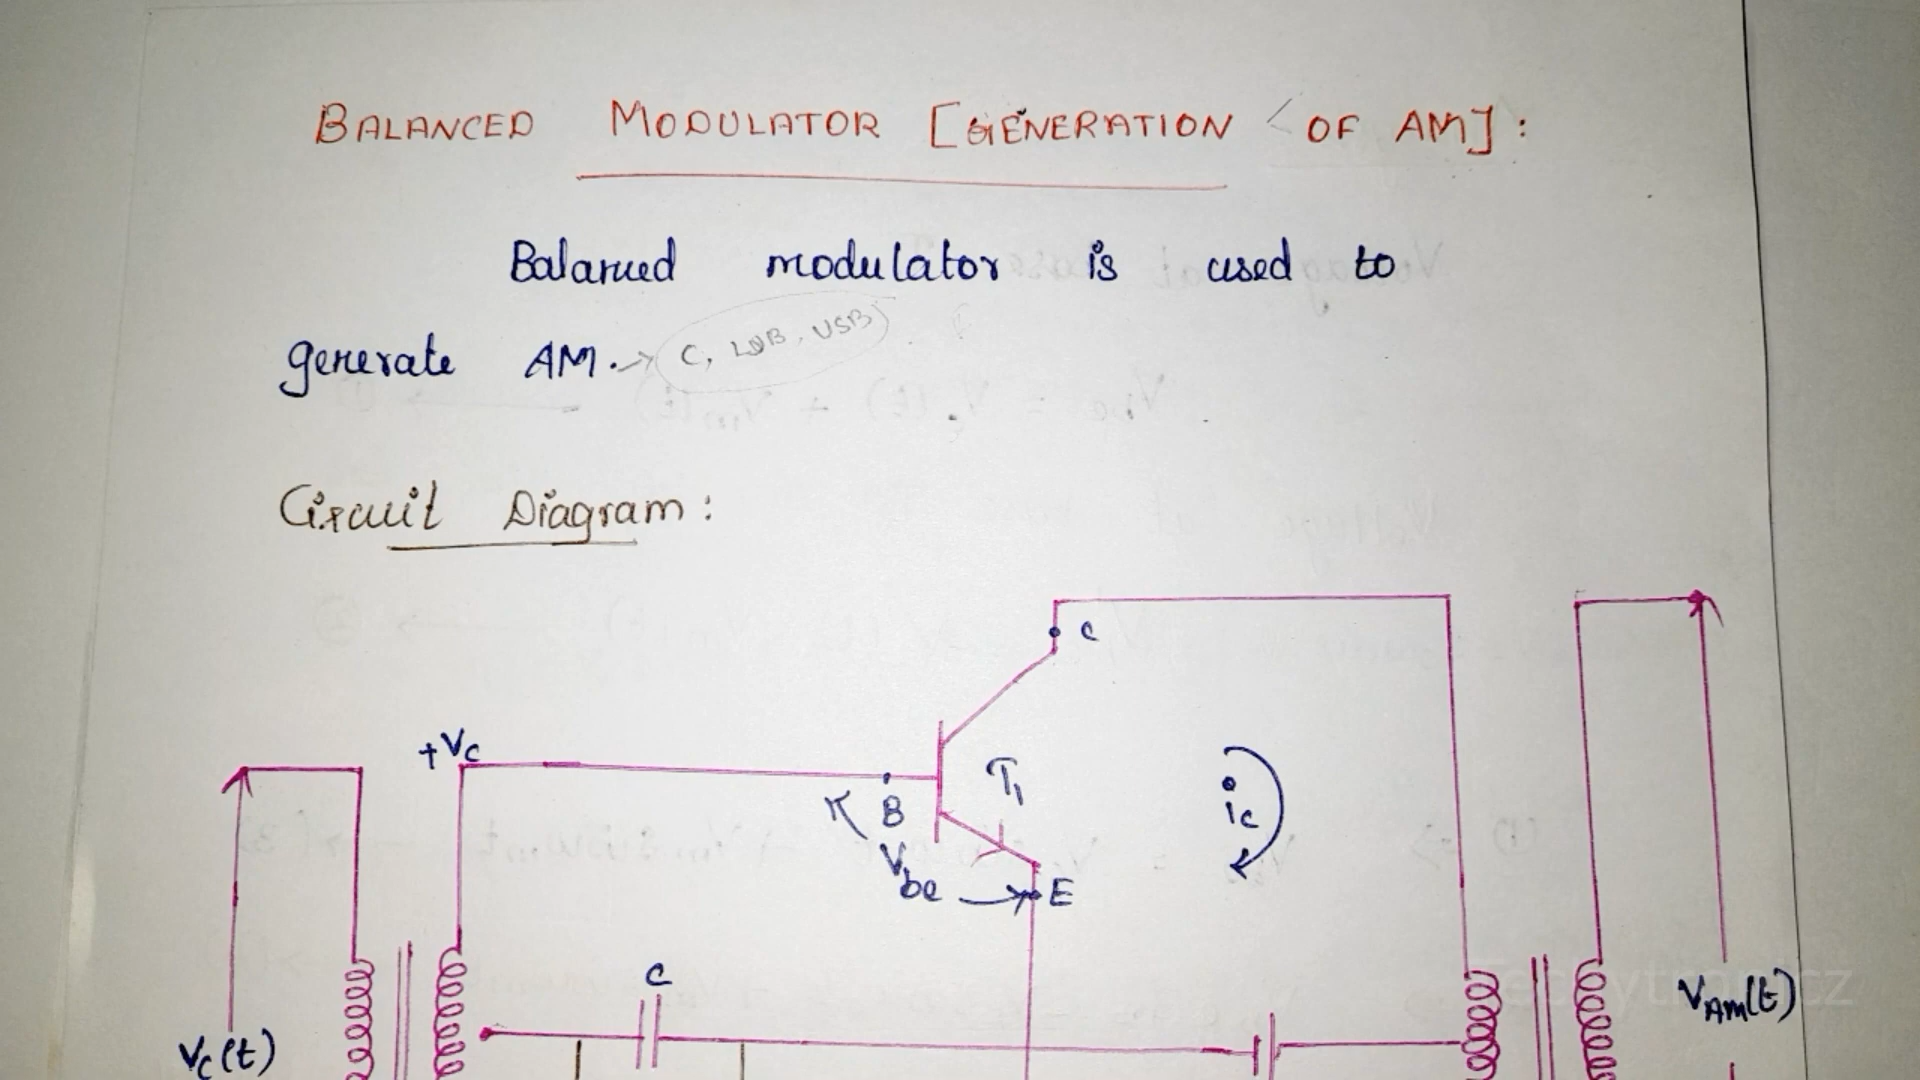 BALANCED MODULATOR [GENERATION OF AM]:
Balanced modulator is used to
generate AM. → C, LSB, USB
Circuit Diagram:
C
+Vc
B
T1
ic
Vbe → E
C
VAM(t)
Vc(t)